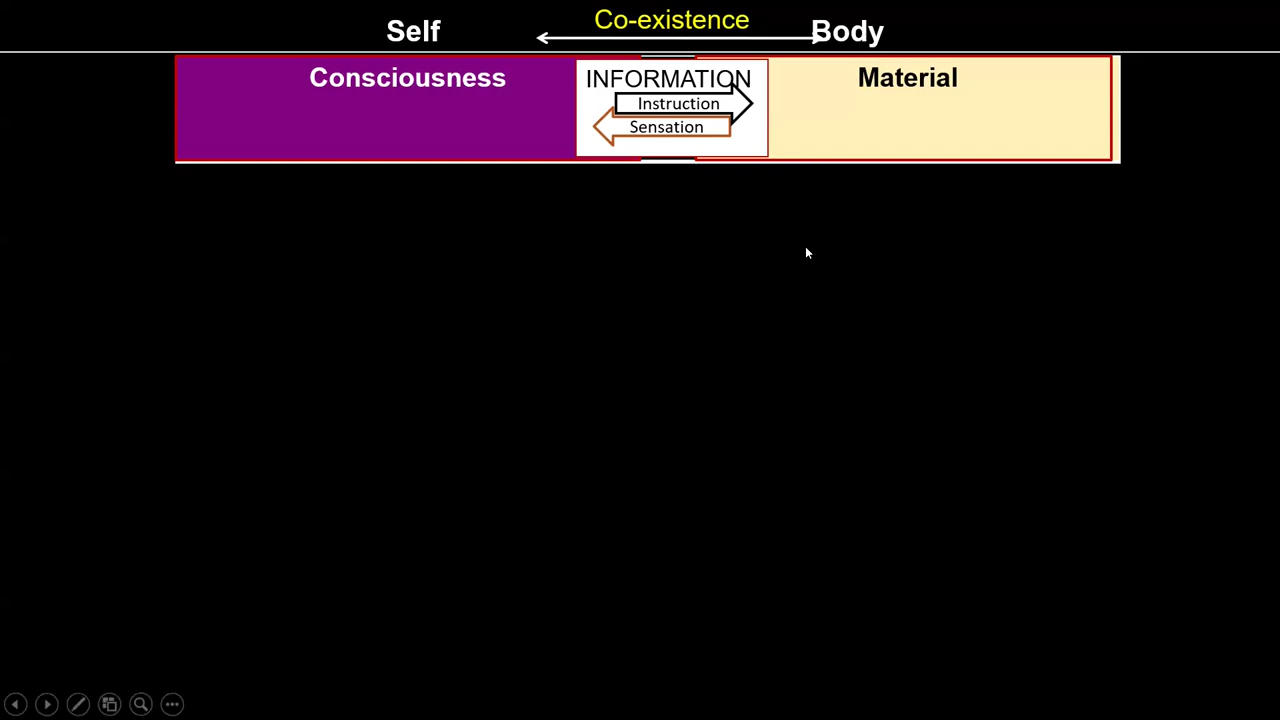 Self Co-existence Body
Consciousness INFORMATION Material
Instruction
Sensation